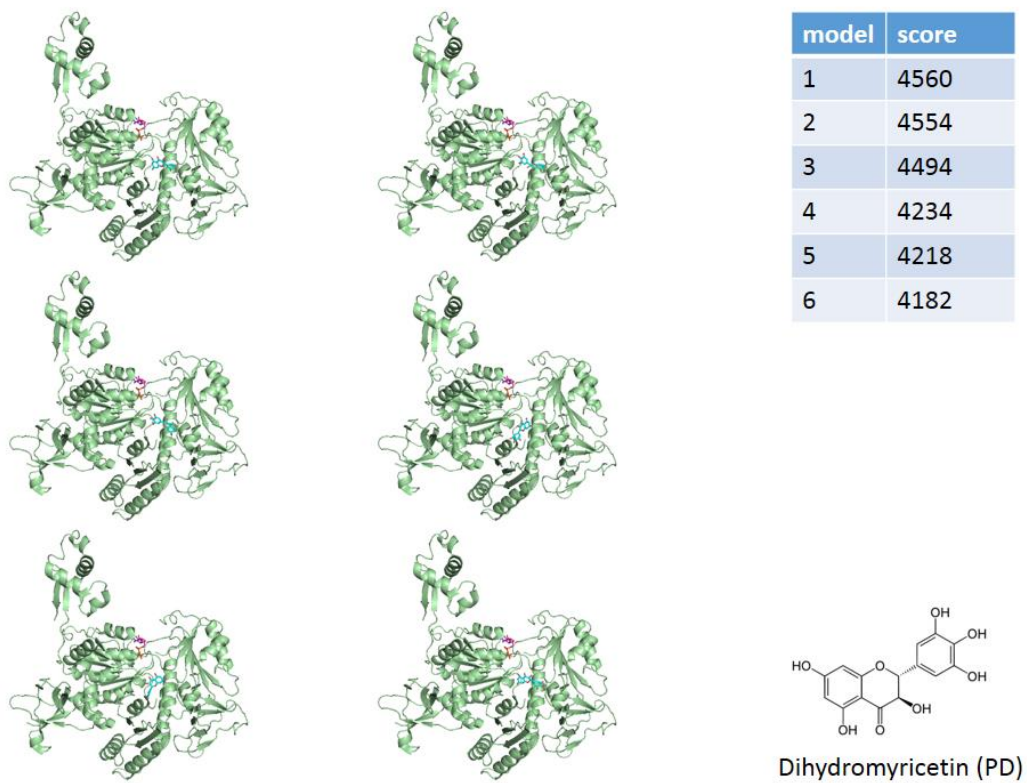 model score
1 4560
2 4554
3 4494
4 4234
5 4218
6 4182
OH
HO
O
OH
OH
OH
OH
O
Dihydromyricetin (PD)